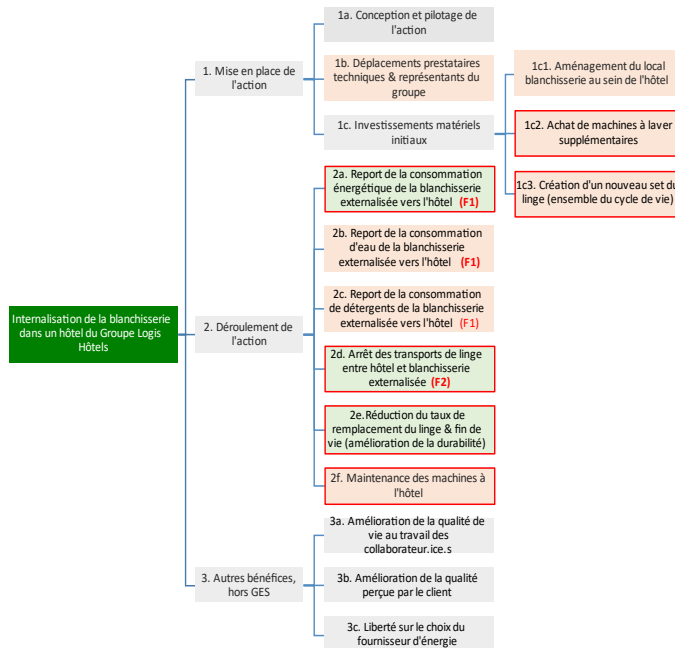 Internalisation de la blanchisserie
dans un hôtel du Groupe Logis
Hôtels
1. Mise en place de
l'action
1a. Conception et pilotage de
l'action
1b. Déplacements prestataires
techniques & représentants du
groupe
1c. Investissements matériels
initiaux
1c1. Aménagement du local
blanchisserie au sein de l'hôtel
1c2. Achat de machines à laver
supplémentaires
1c3. Création d'un nouveau set du
linge (ensemble du cycle de vie)
2. Déroulement de
l'action
2a. Report de la consommation
énergétique de la blanchisserie
externalisée vers l'hôtel (F1)
2b. Report de la consommation
d'eau de la blanchisserie
externalisée vers l'hôtel (F1)
2c. Report de la consommation
de détergents de la blanchisserie
externalisée vers l'hôtel (F1)
2d. Arrêt des transports de linge
entre hôtel et blanchisserie
externalisée (F2)
2e.Réduction du taux de
remplacement du linge & fin de
vie (amélioration de la durabilité)
2f. Maintenance des machines à
l'hôtel
3. Autres bénéfices,
hors GES
3a. Amélioration de la qualité de
vie au travail des
collaborateur.ice.s
3b. Amélioration de la qualité
perçue par le client
3c. Liberté sur le choix du
fournisseur d'énergie